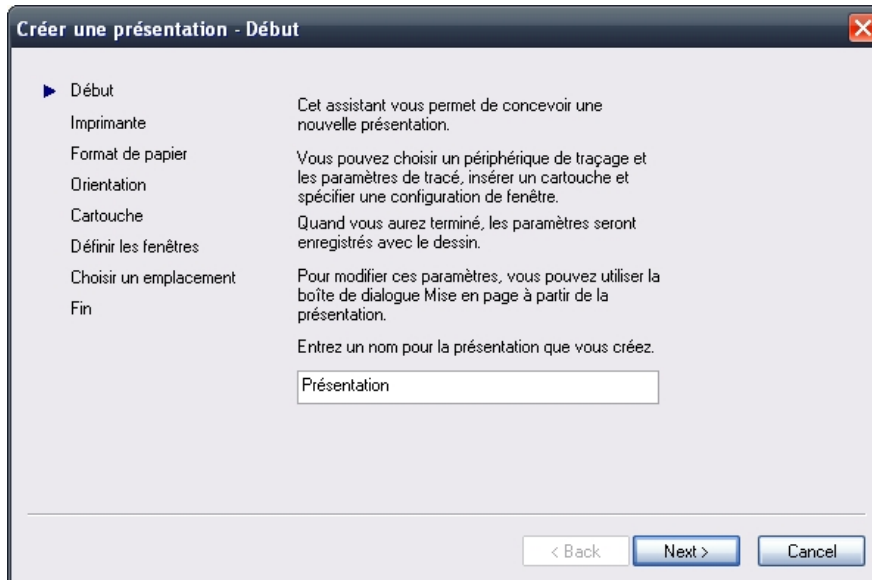 Créer une présentation - Début
Début
Imprimante
Format de papier
Orientation
Cartouche
Définir les fenêtres
Choisir un emplacement
Fin
Cet assistant vous permet de concevoir une
nouvelle présentation.
Vous pouvez choisir un périphérique de traçage et
les paramètres de tracé, insérer un cartouche et
spécifier une configuration de fenêtre.
Quand vous aurez terminé, les paramètres seront
enregistrés avec le dessin.
Pour modifier ces paramètres, vous pouvez utiliser la
boîte de dialogue Mise en page à partir de la
présentation.
Entrez un nom pour la présentation que vous créez.
Présentation
< Back
Next >
Cancel